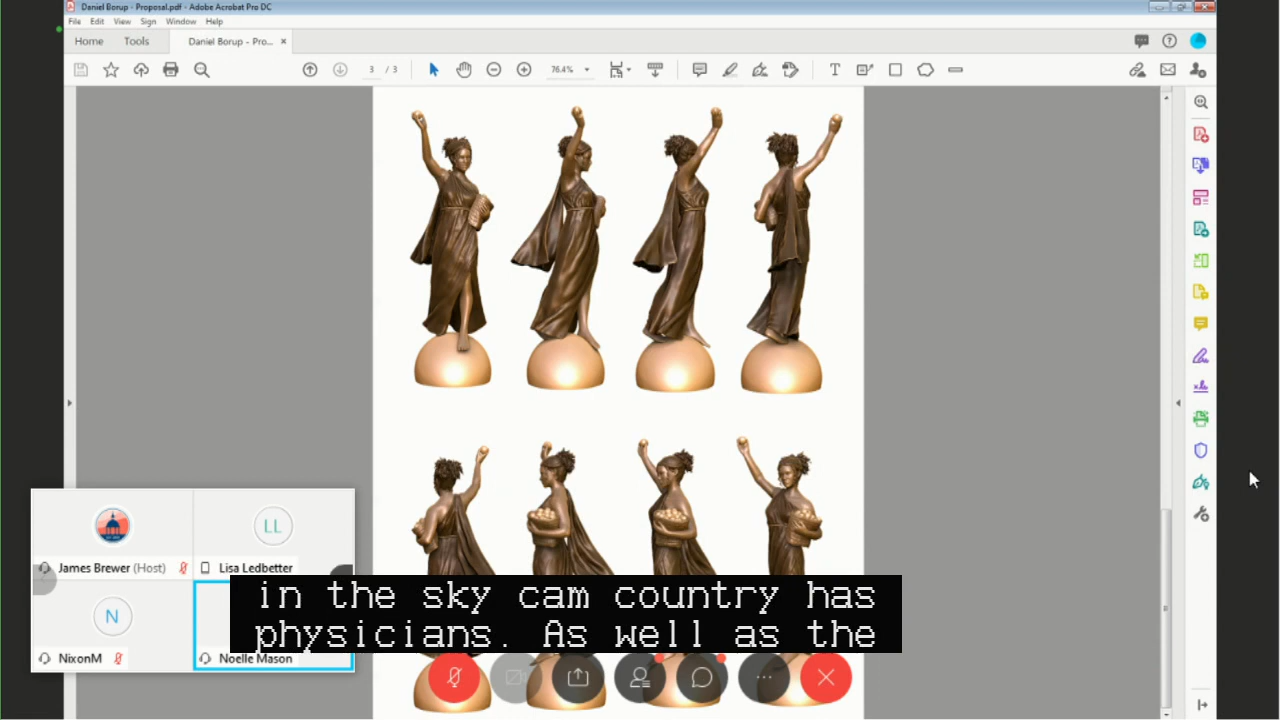 Daniel Borup - Proposal.pdf - Adobe Acrobat Pro DC
File Edit View Sign Window Help
Home Tools Daniel Borup - Pro... ×
3 / 3 76.4%
LL
James Brewer (Host) Lisa Ledbetter
N
NixonM Noelle Mason
in the sky cam country has
physicians. As well as the